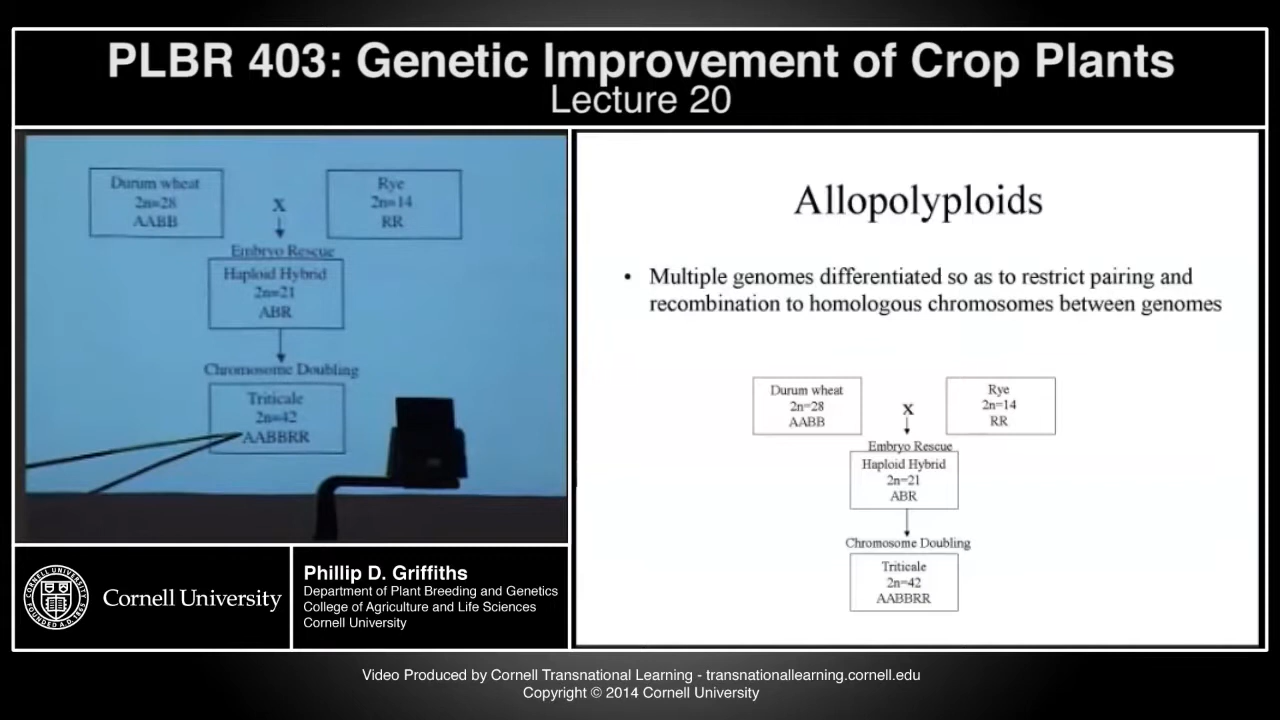 PLBR 403: Genetic Improvement of Crop Plants
Lecture 20
Durum wheat
2n=28
AABB
X
Rye
2n=14
RR
Embryo Rescue
Haploid Hybrid
2n=21
ABR
Chromosome Doubling
Triticale
2n=42
AABBRR
Allopolyploids
• Multiple genomes differentiated so as to restrict pairing and
recombination to homologous chromosomes between genomes
Durum wheat
2n=28
AABB
X
Rye
2n=14
RR
Embryo Rescue
Haploid Hybrid
2n=21
ABR
Chromosome Doubling
Triticale
2n=42
AABBRR
Cornell University
Phillip D. Griffiths
Department of Plant Breeding and Genetics
College of Agriculture and Life Sciences
Cornell University
Video Produced by Cornell Transnational Learning - transnationallearning.cornell.edu
Copyright © 2014 Cornell University